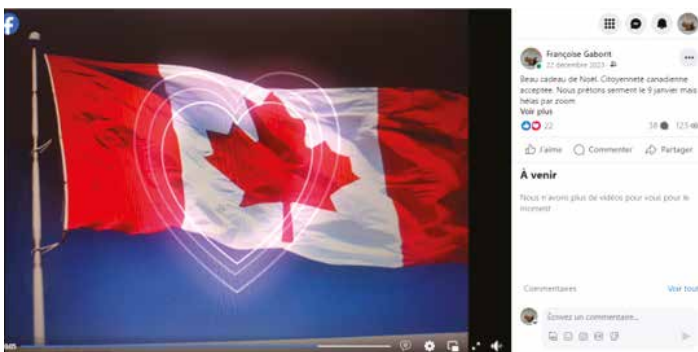 f
Françoise Gaborit
22 décembre 2023
Beau cadeau de Noël. Citoyenneté canadienne
acceptée. Nous prêtons serment le 9 janvier mais
hélas par zoom
Voir plus
22
38
J'aime
Commenter
Partager
À venir
Nous n'avons plus de vidéos pour vous pour le
moment
Commentaires
Voir tout
Écrivez un commentaire...
GIF